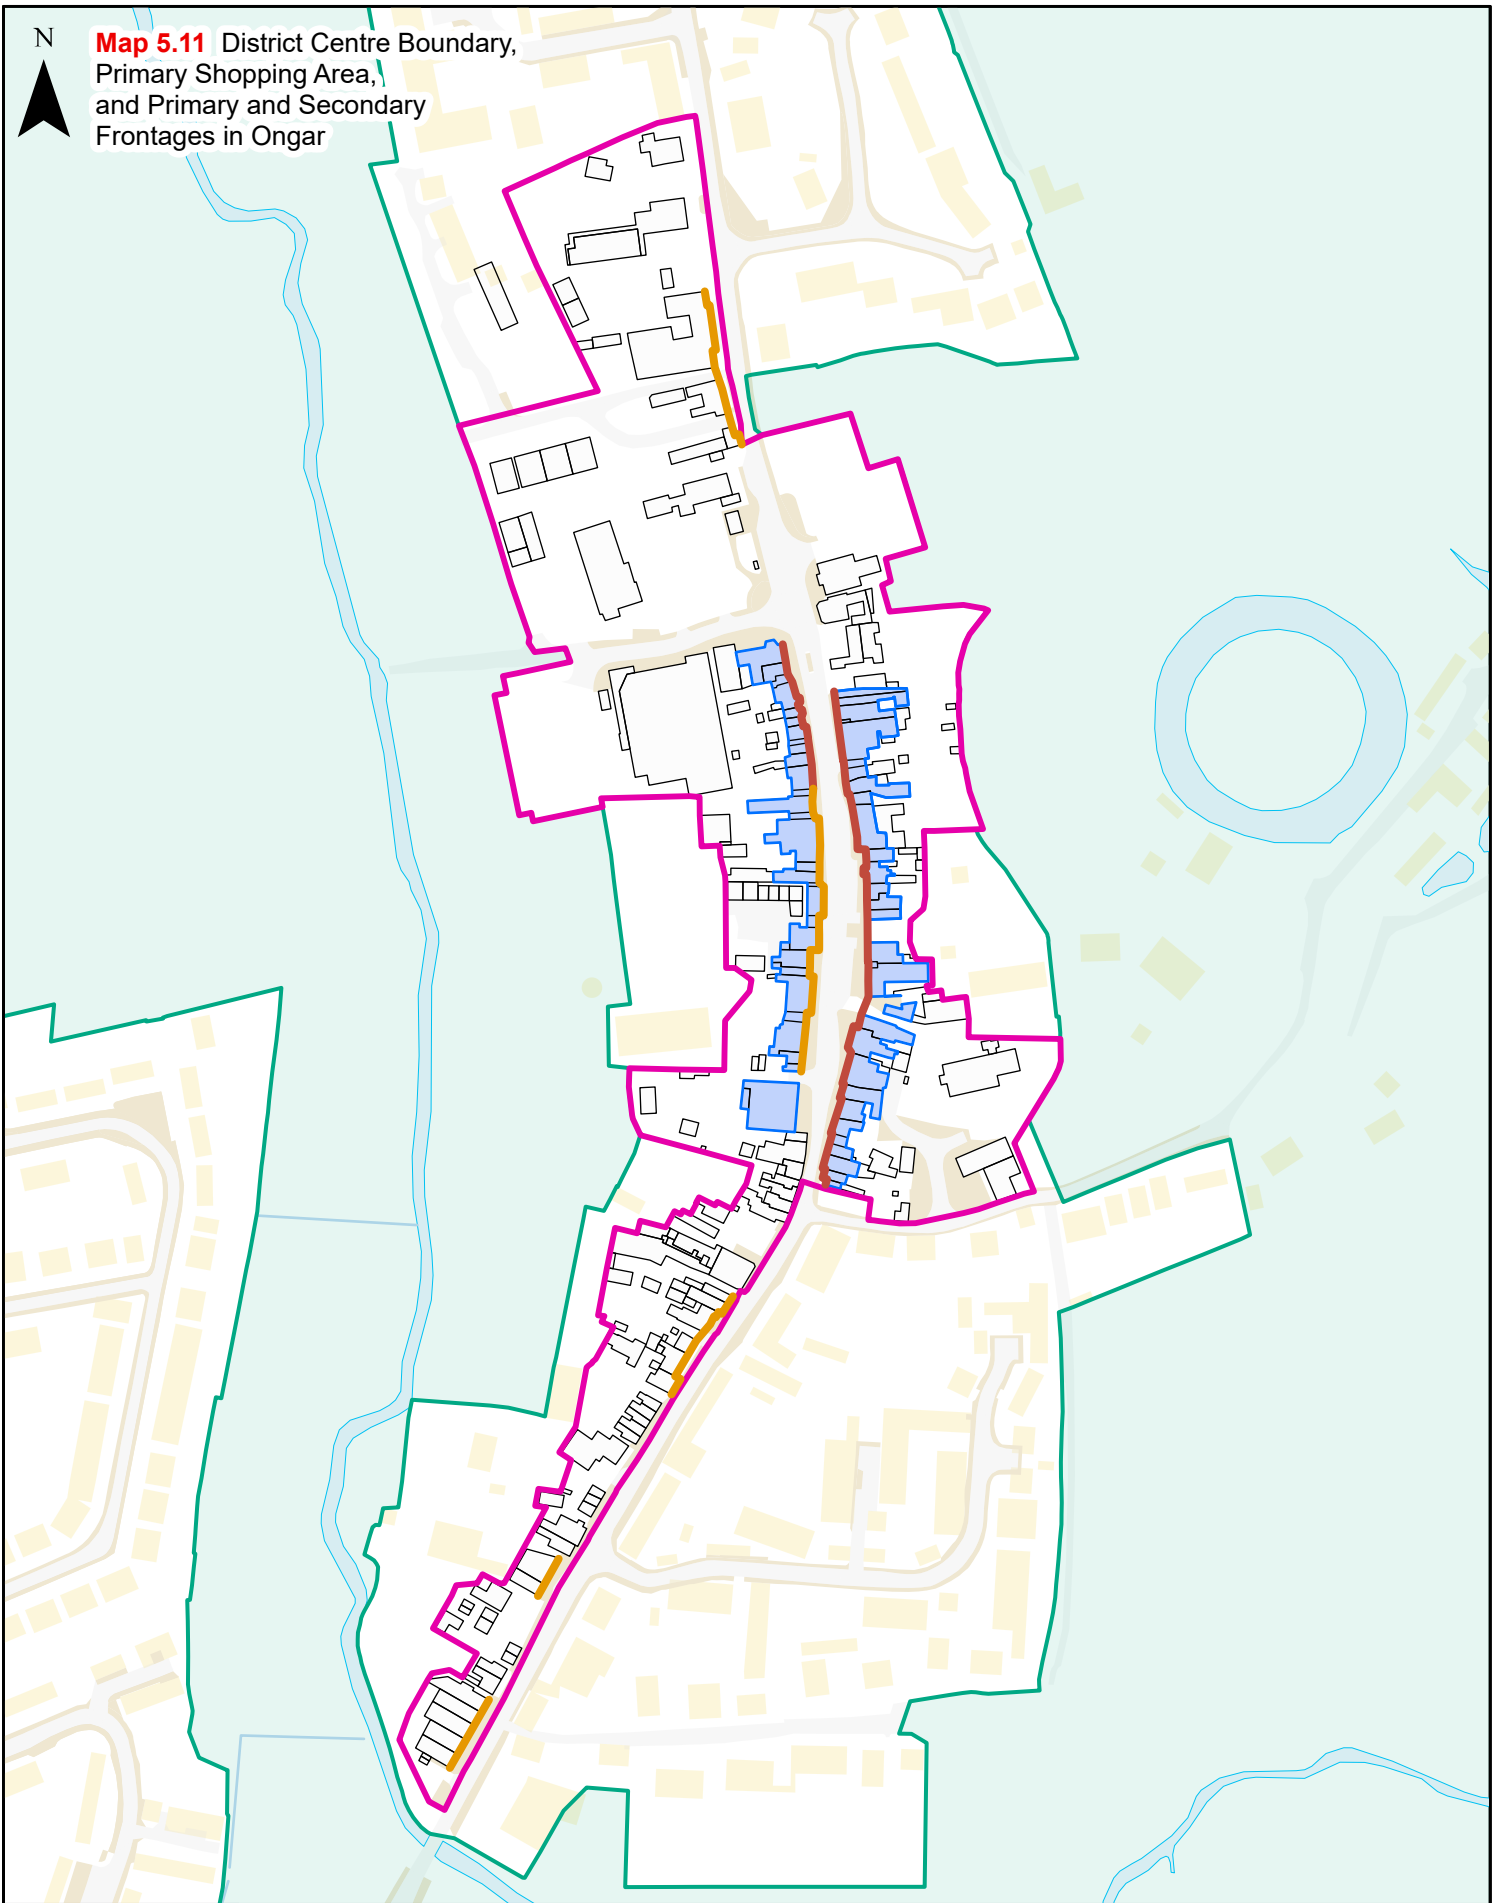 N
Map 5.11 District Centre Boundary,
Primary Shopping Area,
and Primary and Secondary
Frontages in Ongar